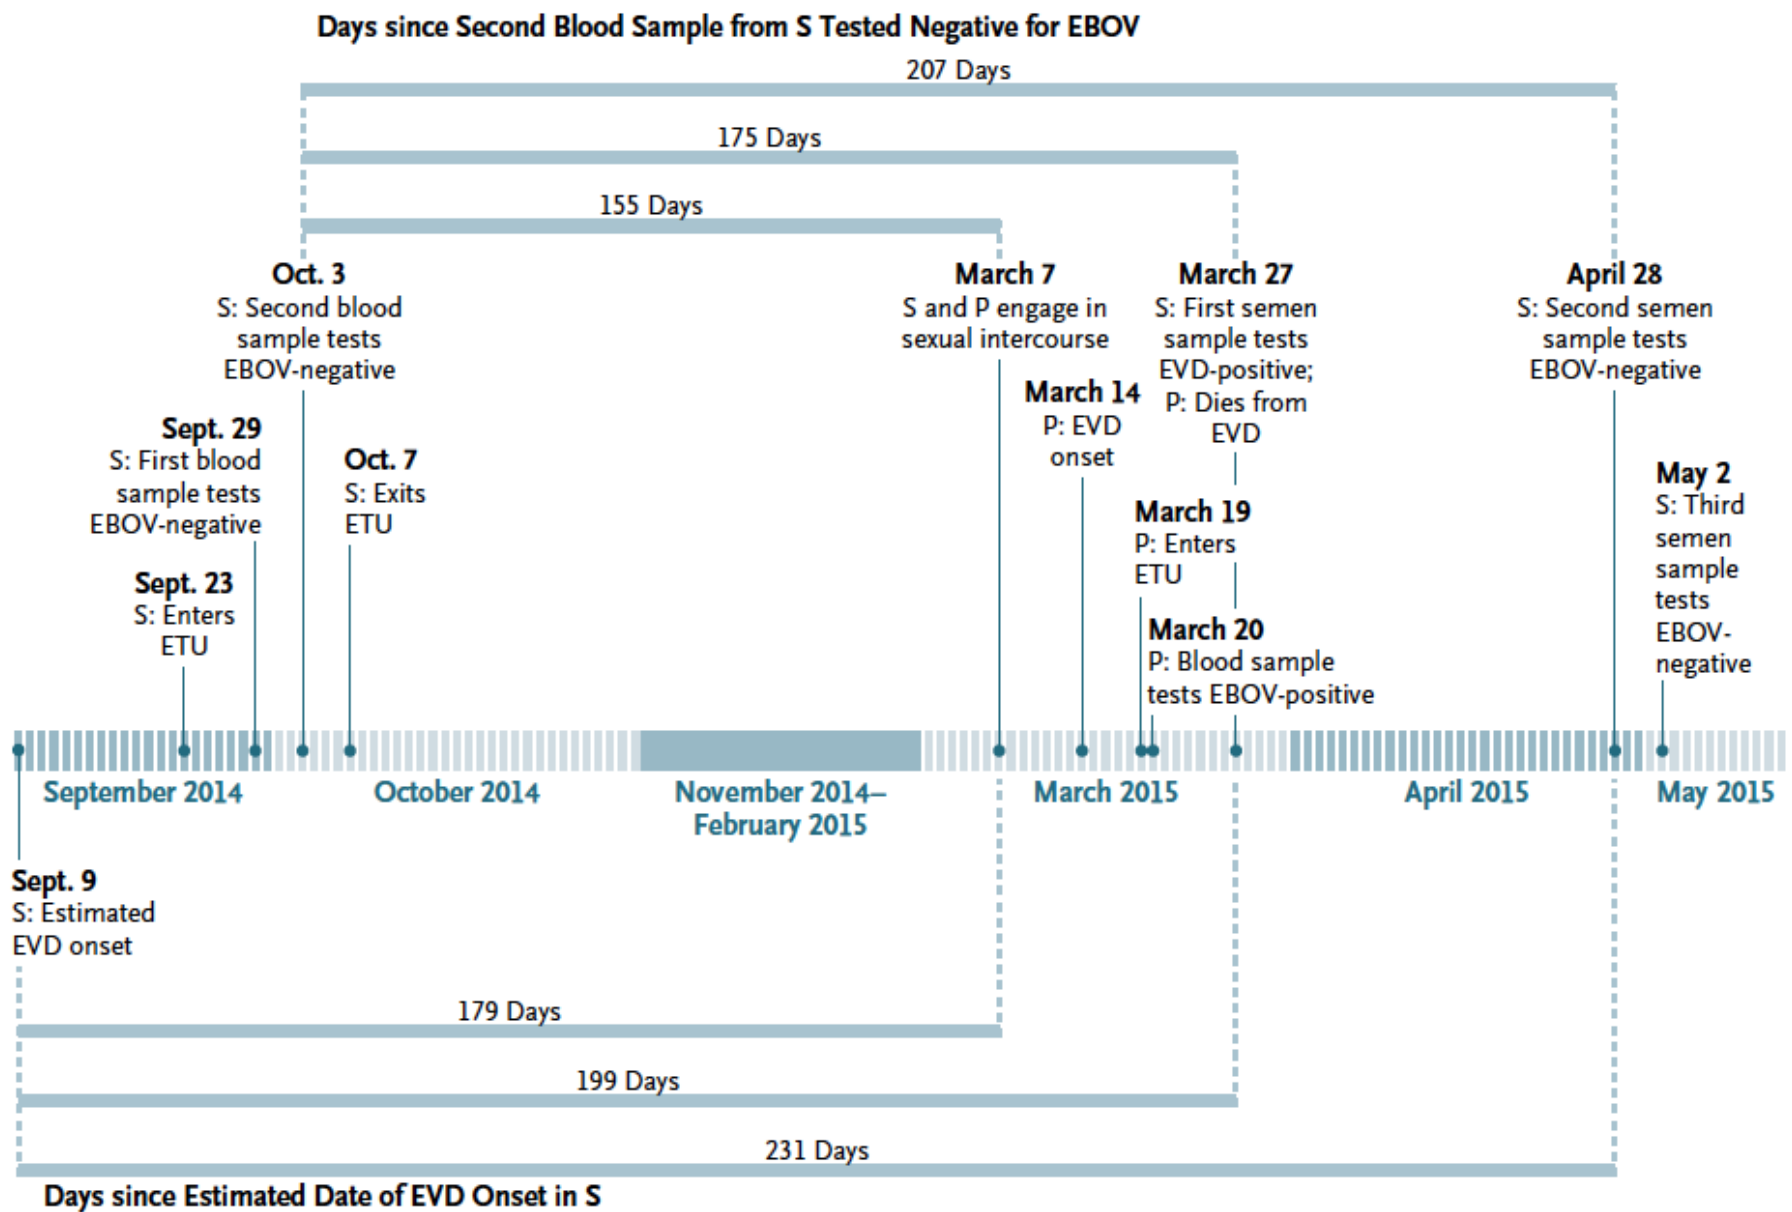 Days since Second Blood Sample from S Tested Negative for EBOV
207 Days
175 Days
155 Days
Oct. 3
S: Second blood
sample tests
EBOV-negative
March 7
S and P engage in
sexual intercourse
March 27
S: First semen
sample tests
EVD-positive;
P: Dies from
EVD
April 28
S: Second semen
sample tests
EBOV-negative
Sept. 29
S: First blood
sample tests
EBOV-negative
Oct. 7
S: Exits
ETU
March 14
P: EVD
onset
May 2
S: Third
semen
sample
tests
EBOV-
negative
Sept. 23
S: Enters
ETU
March 19
P: Enters
ETU
March 20
P: Blood sample
tests EBOV-positive
September 2014
October 2014
November 2014–
February 2015
March 2015
April 2015
May 2015
Sept. 9
S: Estimated
EVD onset
179 Days
199 Days
231 Days
Days since Estimated Date of EVD Onset in S